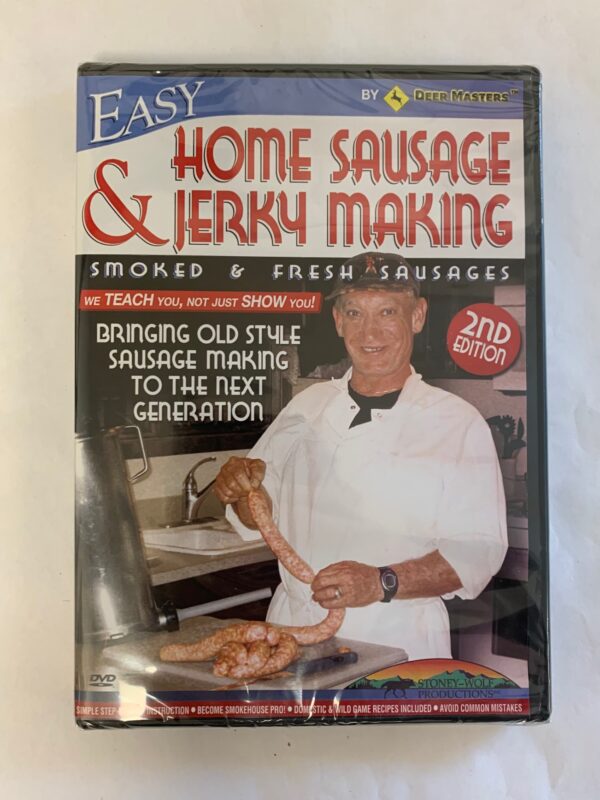 EASY
BY DEER MASTERS™
HOME SAUSAGE
& JERKY MAKING
SMOKED & FRESH SAUSAGES
WE TEACH YOU, NOT JUST SHOW YOU!
2ND
EDITION
BRINGING OLD STYLE
SAUSAGE MAKING
TO THE NEXT
GENERATION
DVD
STONEY-WOLF
PRODUCTIONS
SIMPLE INSTRUCTION • BECOME SMOKEHOUSE PRO! • DOMESTIC & WILD GAME RECIPES INCLUDED • AVOID COMMON MISTAKES